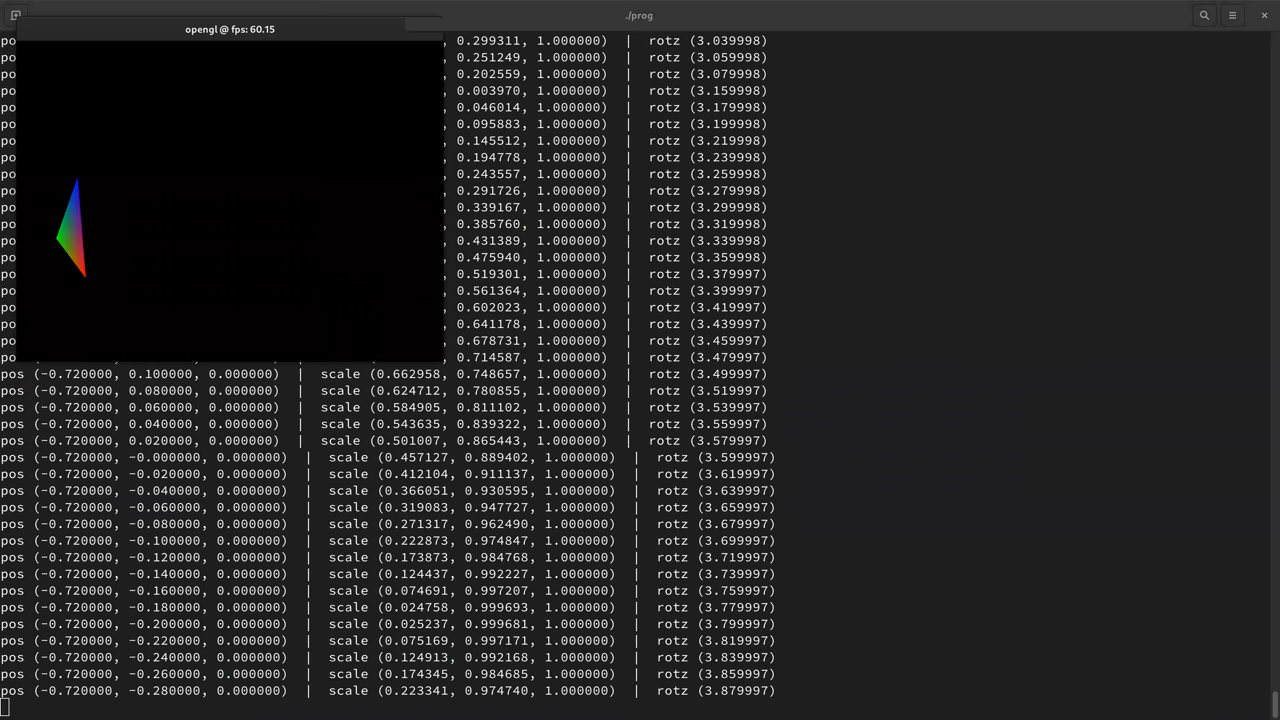 ./prog
opengl @ fps: 60.15
po , 0.299311, 1.000000) | rotz (3.039998)
po , 0.251249, 1.000000) | rotz (3.059998)
po , 0.202559, 1.000000) | rotz (3.079998)
po , 0.003970, 1.000000) | rotz (3.159998)
po , 0.046014, 1.000000) | rotz (3.179998)
po , 0.095883, 1.000000) | rotz (3.199998)
po , 0.145512, 1.000000) | rotz (3.219998)
po , 0.194778, 1.000000) | rotz (3.239998)
po , 0.243557, 1.000000) | rotz (3.259998)
po , 0.291726, 1.000000) | rotz (3.279998)
po , 0.339167, 1.000000) | rotz (3.299998)
po , 0.385760, 1.000000) | rotz (3.319998)
po , 0.431389, 1.000000) | rotz (3.339998)
po , 0.475940, 1.000000) | rotz (3.359998)
po , 0.519301, 1.000000) | rotz (3.379997)
po , 0.561364, 1.000000) | rotz (3.399997)
po , 0.602023, 1.000000) | rotz (3.419997)
po , 0.641178, 1.000000) | rotz (3.439997)
po , 0.678731, 1.000000) | rotz (3.459997)
po , 0.714587, 1.000000) | rotz (3.479997)
pos (-0.720000, 0.100000, 0.000000) | scale (0.662958, 0.748657, 1.000000) | rotz (3.499997)
pos (-0.720000, 0.080000, 0.000000) | scale (0.624712, 0.780855, 1.000000) | rotz (3.519997)
pos (-0.720000, 0.060000, 0.000000) | scale (0.584905, 0.811102, 1.000000) | rotz (3.539997)
pos (-0.720000, 0.040000, 0.000000) | scale (0.543635, 0.839322, 1.000000) | rotz (3.559997)
pos (-0.720000, 0.020000, 0.000000) | scale (0.501007, 0.865443, 1.000000) | rotz (3.579997)
pos (-0.720000, -0.000000, 0.000000) | scale (0.457127, 0.889402, 1.000000) | rotz (3.599997)
pos (-0.720000, -0.020000, 0.000000) | scale (0.412104, 0.911137, 1.000000) | rotz (3.619997)
pos (-0.720000, -0.040000, 0.000000) | scale (0.366051, 0.930595, 1.000000) | rotz (3.639997)
pos (-0.720000, -0.060000, 0.000000) | scale (0.319083, 0.947727, 1.000000) | rotz (3.659997)
pos (-0.720000, -0.080000, 0.000000) | scale (0.271317, 0.962490, 1.000000) | rotz (3.679997)
pos (-0.720000, -0.100000, 0.000000) | scale (0.222873, 0.974847, 1.000000) | rotz (3.699997)
pos (-0.720000, -0.120000, 0.000000) | scale (0.173873, 0.984768, 1.000000) | rotz (3.719997)
pos (-0.720000, -0.140000, 0.000000) | scale (0.124437, 0.992227, 1.000000) | rotz (3.739997)
pos (-0.720000, -0.160000, 0.000000) | scale (0.074691, 0.997207, 1.000000) | rotz (3.759997)
pos (-0.720000, -0.180000, 0.000000) | scale (0.024758, 0.999693, 1.000000) | rotz (3.779997)
pos (-0.720000, -0.200000, 0.000000) | scale (0.025237, 0.999681, 1.000000) | rotz (3.799997)
pos (-0.720000, -0.220000, 0.000000) | scale (0.075169, 0.997171, 1.000000) | rotz (3.819997)
pos (-0.720000, -0.240000, 0.000000) | scale (0.124913, 0.992168, 1.000000) | rotz (3.839997)
pos (-0.720000, -0.260000, 0.000000) | scale (0.174345, 0.984685, 1.000000) | rotz (3.859997)
pos (-0.720000, -0.280000, 0.000000) | scale (0.223341, 0.974740, 1.000000) | rotz (3.879997)